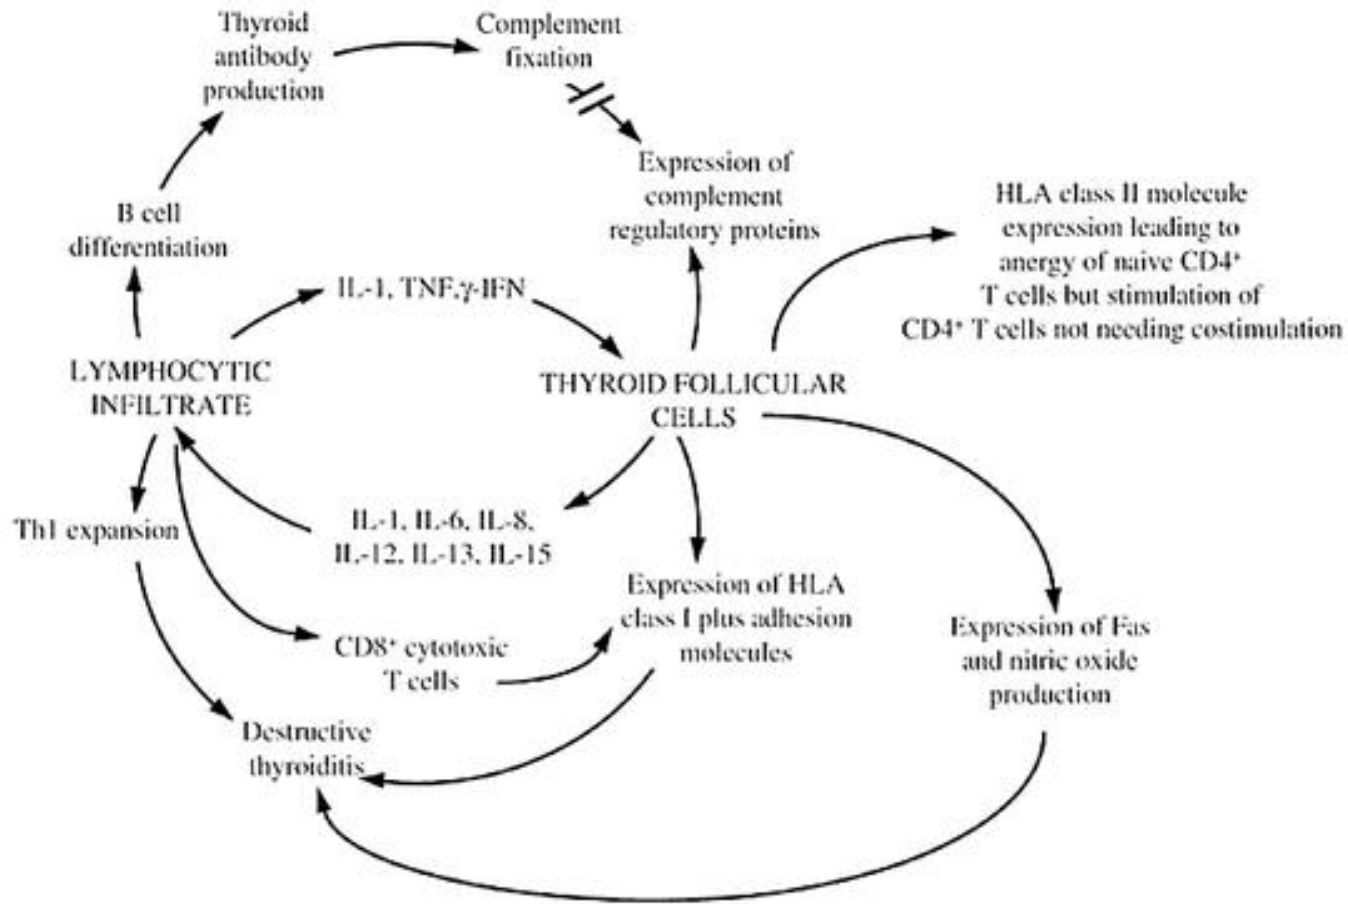 Thyroid
antibody
production
Complement
fixation
Expression of
complement
regulatory proteins
HLA class II molecule
expression leading to
anergy of naive CD4⁺
T cells but stimulation of
CD4⁺ T cells not needing costimulation
B cell
differentiation
IL-1, TNF,γ-IFN
LYMPHOCYTIC
INFILTRATE
THYROID FOLLICULAR
CELLS
Th1 expansion
IL-1, IL-6, IL-8,
IL-12, IL-13, IL-15
Expression of HLA
class I plus adhesion
molecules
CD8⁺ cytotoxic
T cells
Expression of Fas
and nitric oxide
production
Destructive
thyroiditis